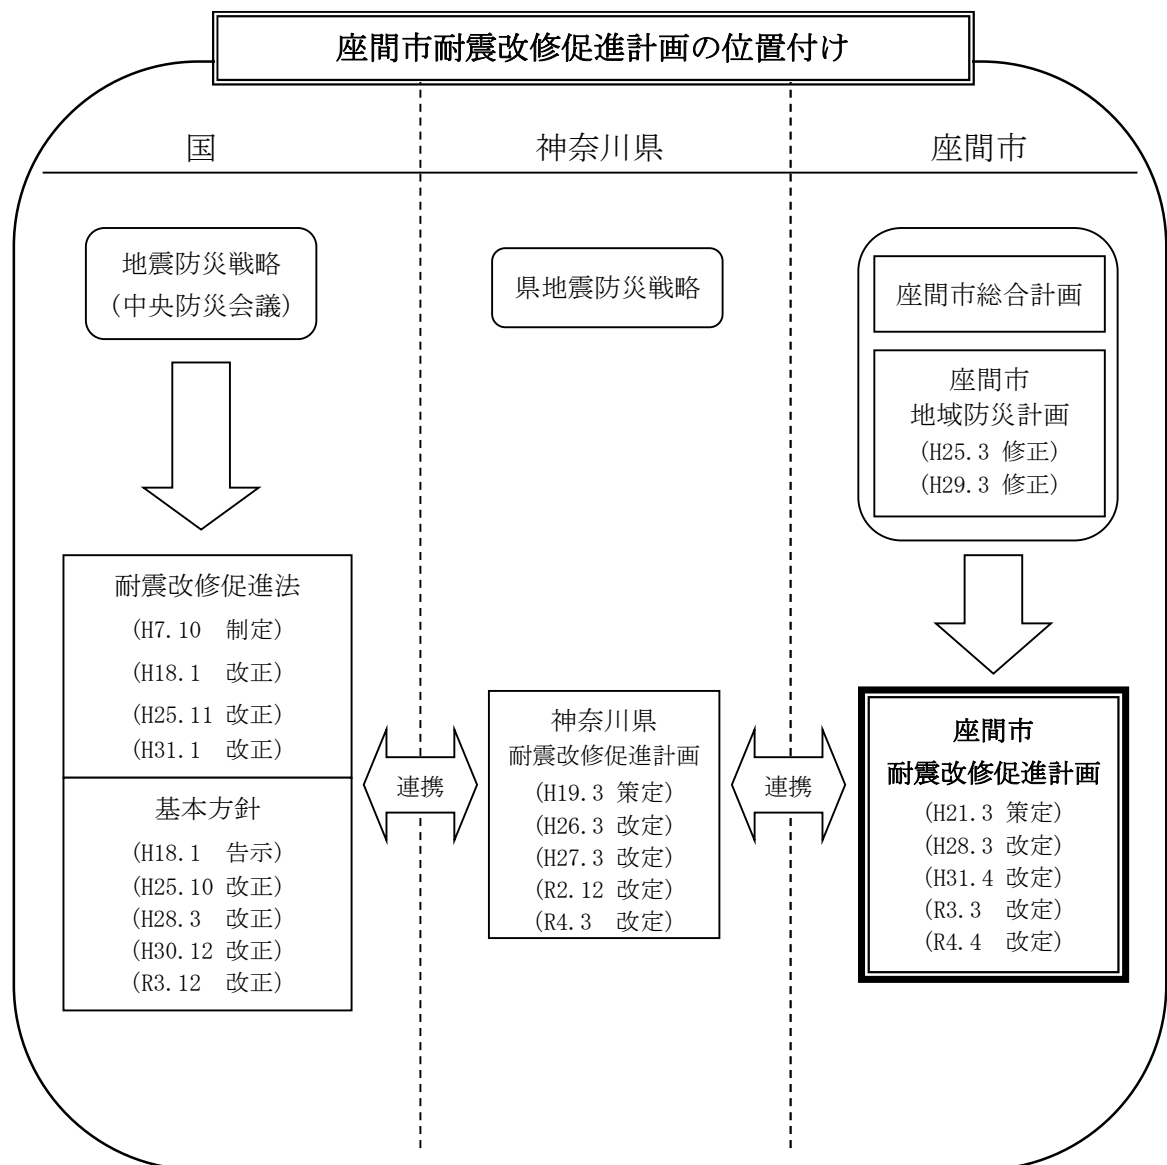 座間市耐震改修促進計画の位置付け
国
神奈川県
座間市
地震防災戦略
(中央防災会議)
県地震防災戦略
座間市総合計画
座間市
地域防災計画
(H25.3 修正)
(H29.3 修正)
耐震改修促進法
(H7.10 制定)
(H18.1 改正)
(H25.11 改正)
(H31.1 改正)
基本方針
(H18.1 告示)
(H25.10 改正)
(H28.3 改正)
(H30.12 改正)
(R3.12 改正)
連携
神奈川県
耐震改修促進計画
(H19.3 策定)
(H26.3 改定)
(H27.3 改定)
(R2.12 改定)
(R4.3 改定)
連携
座間市
耐震改修促進計画
(H21.3 策定)
(H28.3 改定)
(H31.4 改定)
(R3.3 改定)
(R4.4 改定)